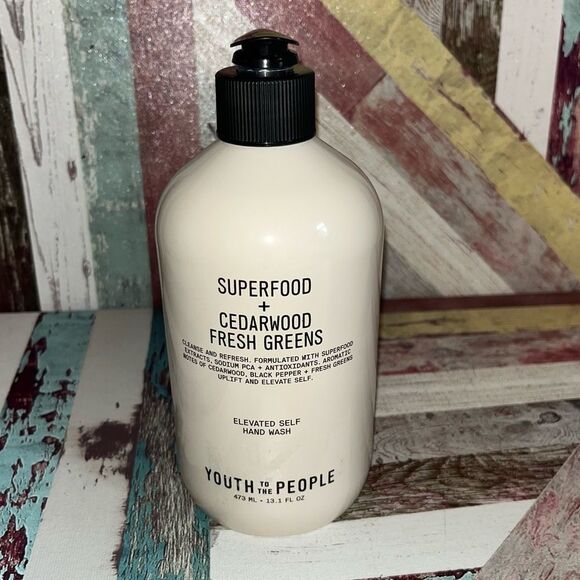 SUPERFOOD
+
CEDARWOOD
FRESH GREENS
CLEANSE AND REFRESH. FORMULATED WITH SUPERFOOD
EXTRACTS, SODIUM PCA + ANTIOXIDANTS. AROMATIC
NOTES OF CEDARWOOD, BLACK PEPPER + FRESH GREENS
UPLIFT AND ELEVATE SELF.
ELEVATED SELF
HAND WASH
YOUTH TO THE PEOPLE
473 ML • 13.1 FL OZ